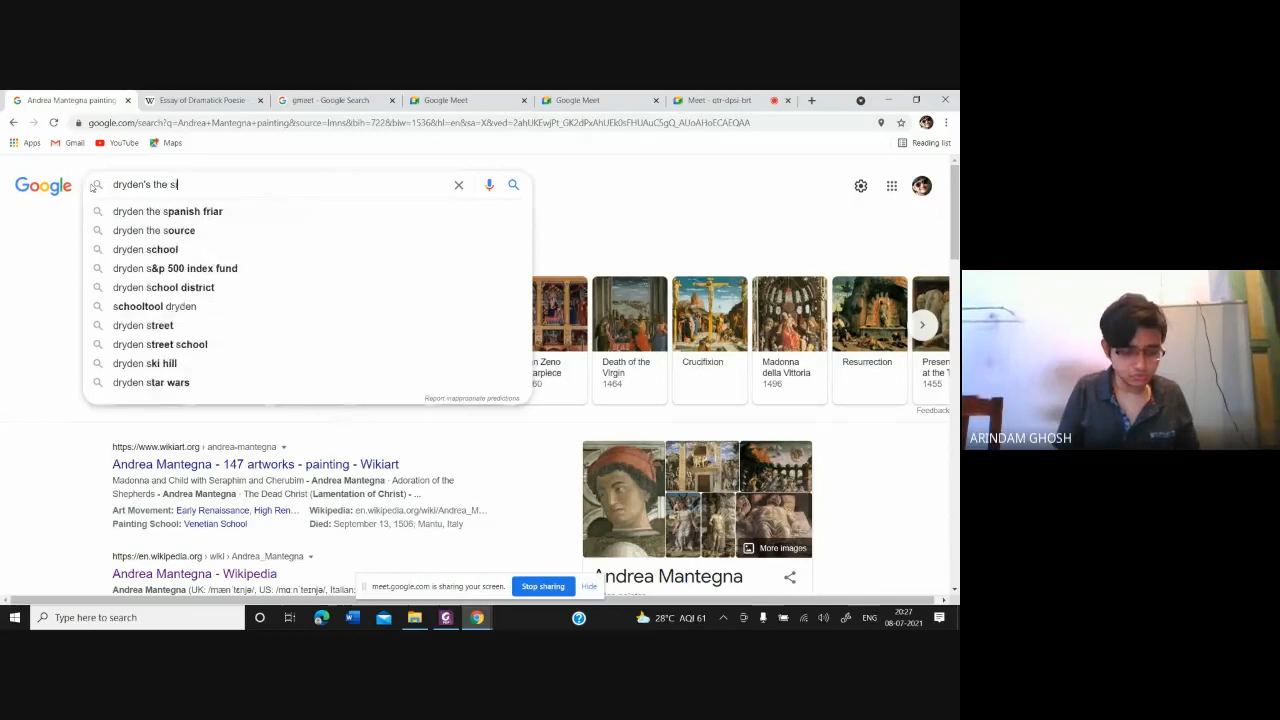 Andrea Mantegna painting
Essay of Dramatick Poesie
gmeet - Google Search
Google Meet
Google Meet
Meet - qtr-dpsi-brt
google.com/search?q=Andrea+Mantegna+painting&source=lmns&bih=722&biw=1536&hl=en&sa=X&ved=2ahUKEwjPt_GK2dPxAhUEk0sFHUAuC5gQ_AUoAHoECAEQAA
Apps
Gmail
YouTube
Maps
Reading list
Google
dryden's the si
dryden the spanish friar
dryden the source
dryden school
dryden s&p 500 index fund
dryden school district
schooltool dryden
dryden street
dryden street school
dryden ski hill
dryden star wars
Report inappropriate predictions
Death of the
Virgin
1464
Crucifixion
Madonna
della Vittoria
1496
Resurrection
Presen
at the T
1455
Feedback
https://www.wikiart.org › andrea-mantegna
Andrea Mantegna - 147 artworks - painting - Wikiart
Madonna and Child with Seraphim and Cherubim - Andrea Mantegna · Adoration of the
Shepherds - Andrea Mantegna · The Dead Christ (Lamentation of Christ) - ...
Art Movement: Early Renaissance, High Ren…
Wikipedia: en.wikipedia.org/wiki/Andrea_M…
Painting School: Venetian School
Died: September 13, 1506; Mantu, Italy
https://en.wikipedia.org › wiki › Andrea_Mantegna
Andrea Mantegna - Wikipedia
Andrea Mantegna
More images
Andrea Mantegna
meet.google.com is sharing your screen.
Stop sharing
Hide
Type here to search
28°C AQI 61
ENG
20:27
08-07-2021
ARINDAM GHOSH